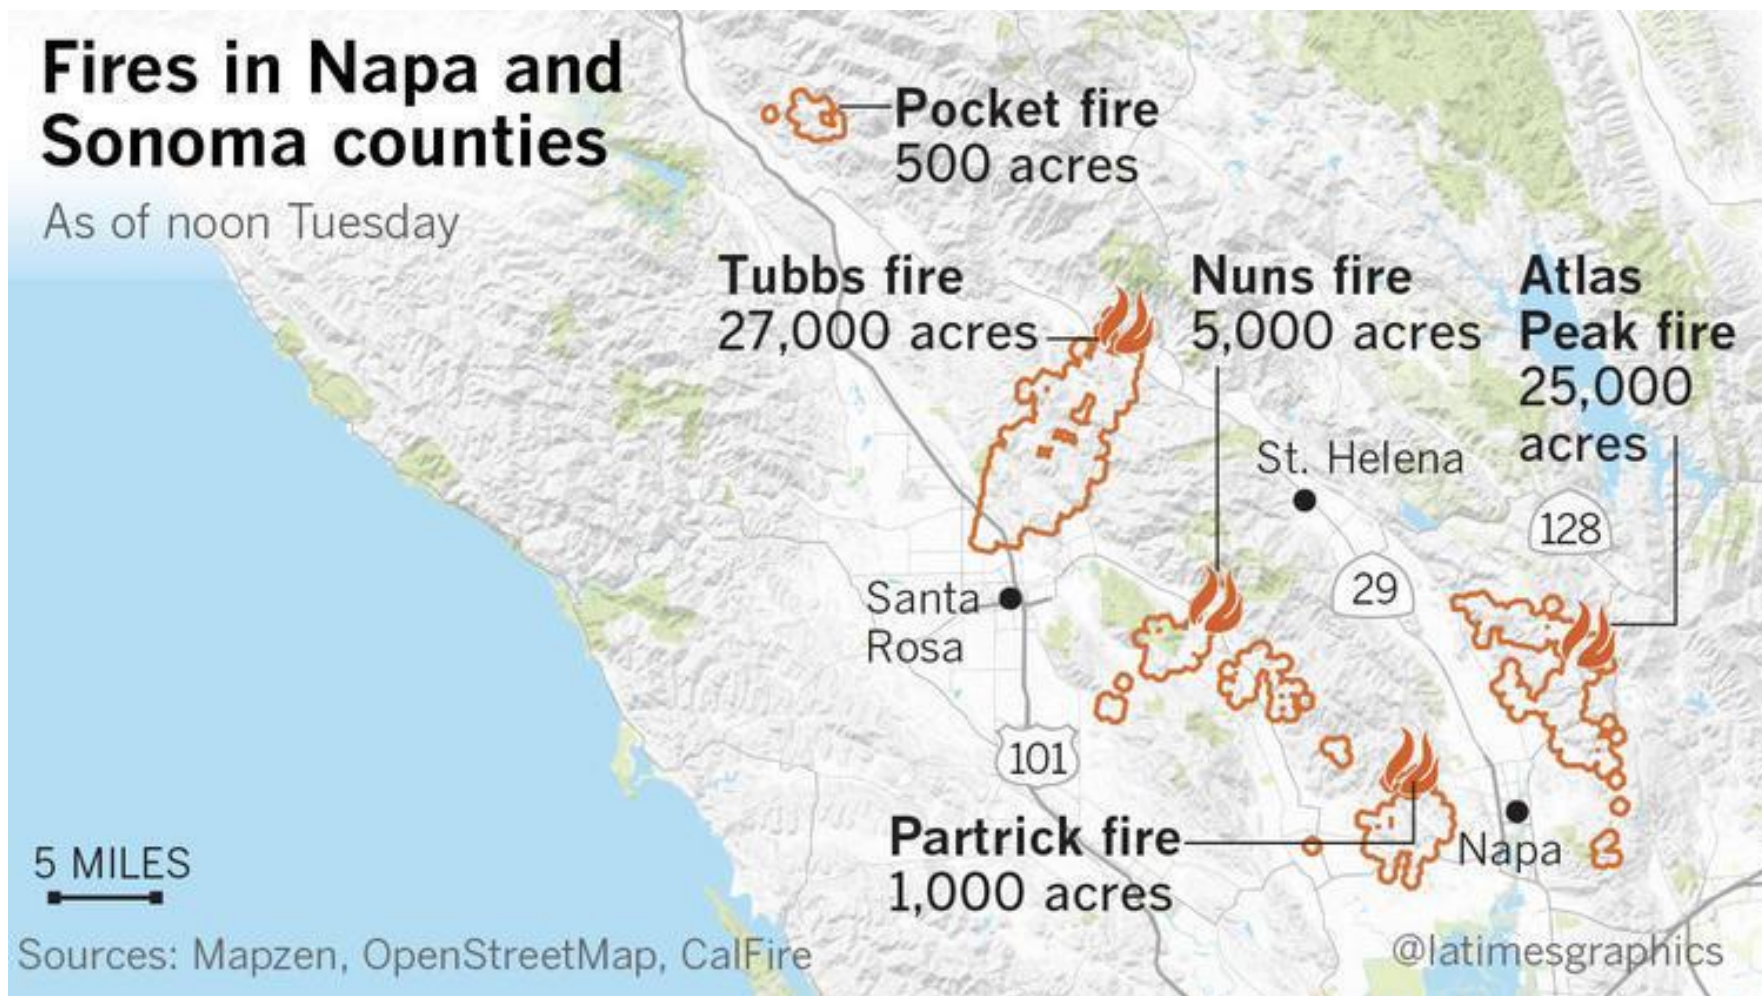 Fires in Napa and
Sonoma counties
As of noon Tuesday
Pocket fire
500 acres
Tubbs fire
27,000 acres
Nuns fire
5,000 acres
Atlas
Peak fire
25,000
acres
St. Helena
128
29
Santa
Rosa
101
Partrick fire
1,000 acres
Napa
5 MILES
Sources: Mapzen, OpenStreetMap, CalFire
@latimesgraphics